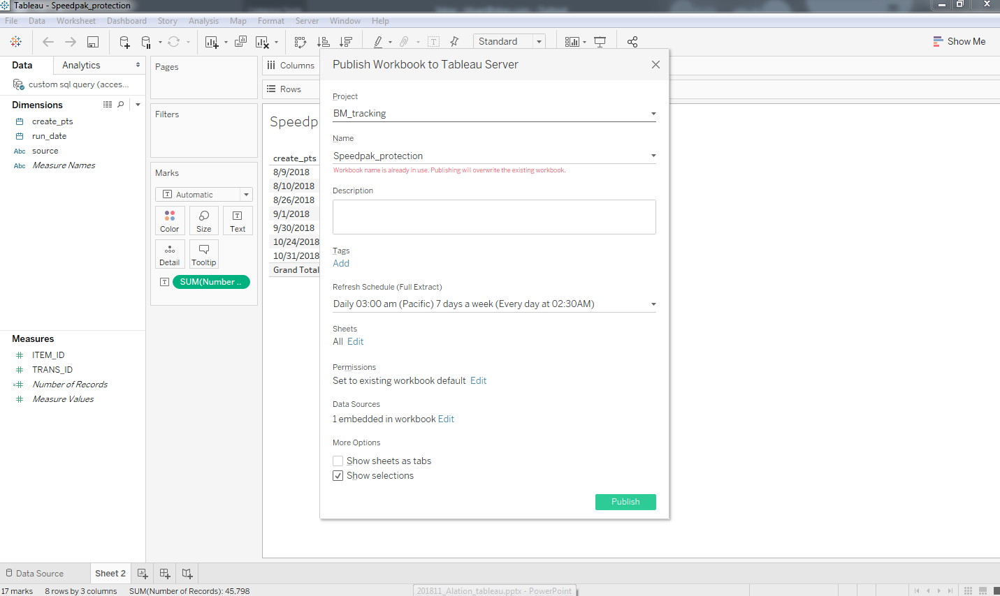 Tableau - Speedpak_protection
File Data Worksheet Dashboard Story Analysis Map Format Server Window Help
Standard
Show Me
Data Analytics
custom sql query (acces...
Dimensions
create_pts
run_date
Abc source
Abc Measure Names
Measures
ITEM_ID
TRANS_ID
Number of Records
Measure Values
Pages
Filters
Marks
Automatic
Color Size Text
Detail Tooltip
SUM(Number ..
Columns
Rows
Speedp
create_pts
8/9/2018
8/10/2018
8/26/2018
9/1/2018
9/30/2018
10/24/2018
10/31/2018
Grand Total
Publish Workbook to Tableau Server
Project
BM_tracking
Name
Speedpak_protection
Workbook name is already in use. Publishing will overwrite the existing workbook.
Description
Tags
Add
Refresh Schedule (Full Extract)
Daily 03:00 am (Pacific) 7 days a week (Every day at 02:30AM)
Sheets
All Edit
Permissions
Set to existing workbook default Edit
Data Sources
1 embedded in workbook Edit
More Options
Show sheets as tabs
Show selections
Publish
Data Source Sheet 2
17 marks 8 rows by 3 columns SUM(Number of Records): 45,798
201811_Alation_tableau.pptx - PowerPoint